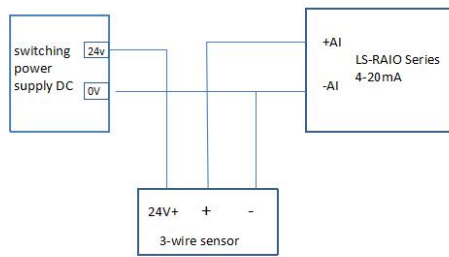 switching
power
supply DC
24v
0V
+AI
-AI
LS-RAIO Series
4-20mA
24V+ + -
3-wire sensor